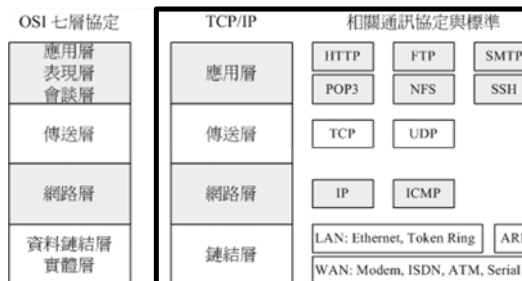 OSI 七層協定 TCP/IP 相關通訊協定與標準
應用層
表現層
會談層
應用層
HTTP FTP SMTP
POP3 NFS SSH
傳送層 傳送層 TCP UDP
網路層 網路層 IP ICMP
資料鏈結層
實體層
鏈結層
LAN: Ethernet, Token Ring
WAN: Modem, ISDN, ATM, Serial